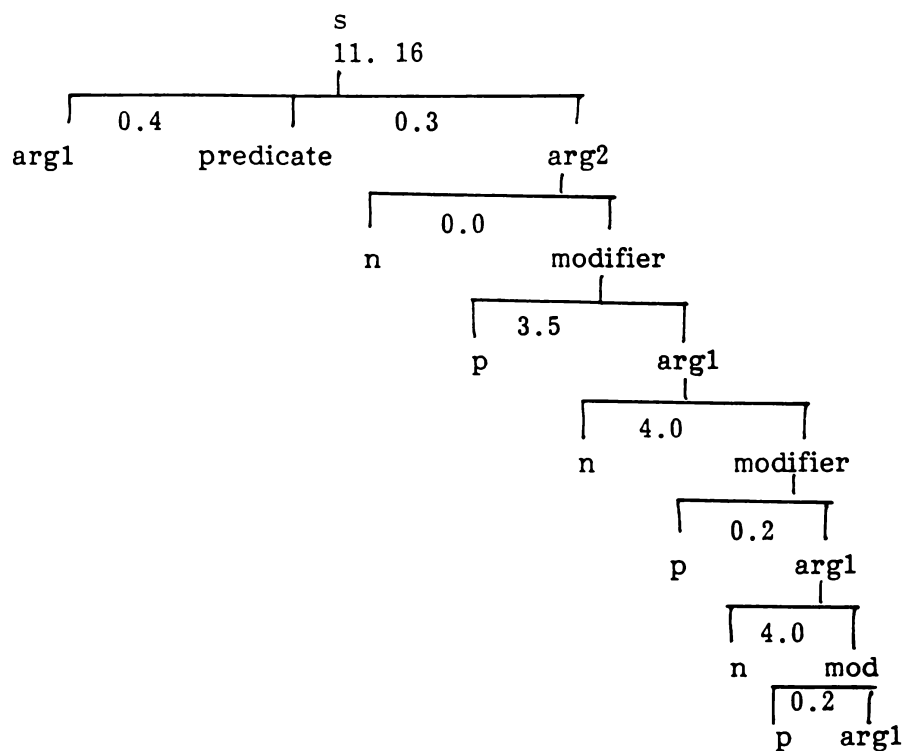 s
11. 16
0.4 0.3
arg1 predicate arg2
0.0
n modifier
3.5
p arg1
4.0
n modifier
0.2
p arg1
4.0
n mod
0.2
p arg1